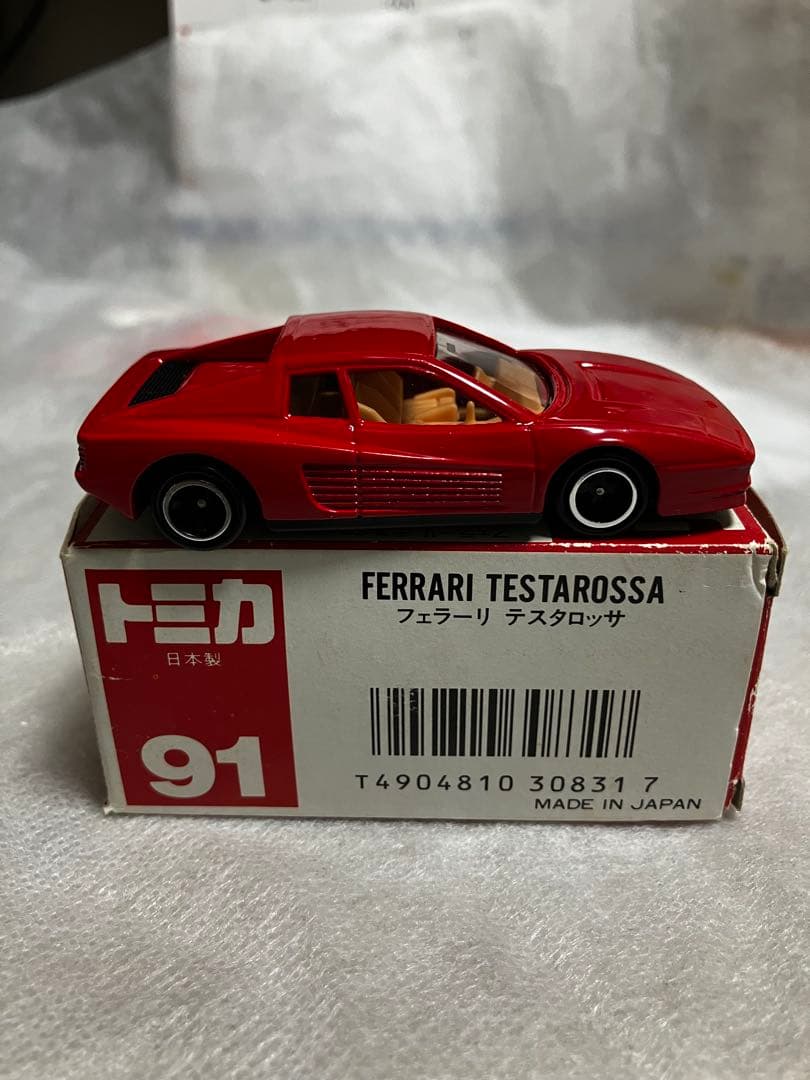 トミカ
日本製
91
FERRARI TESTAROSSA
フェラーリ テスタロッサ
T4904810 30831 7
MADE IN JAPAN